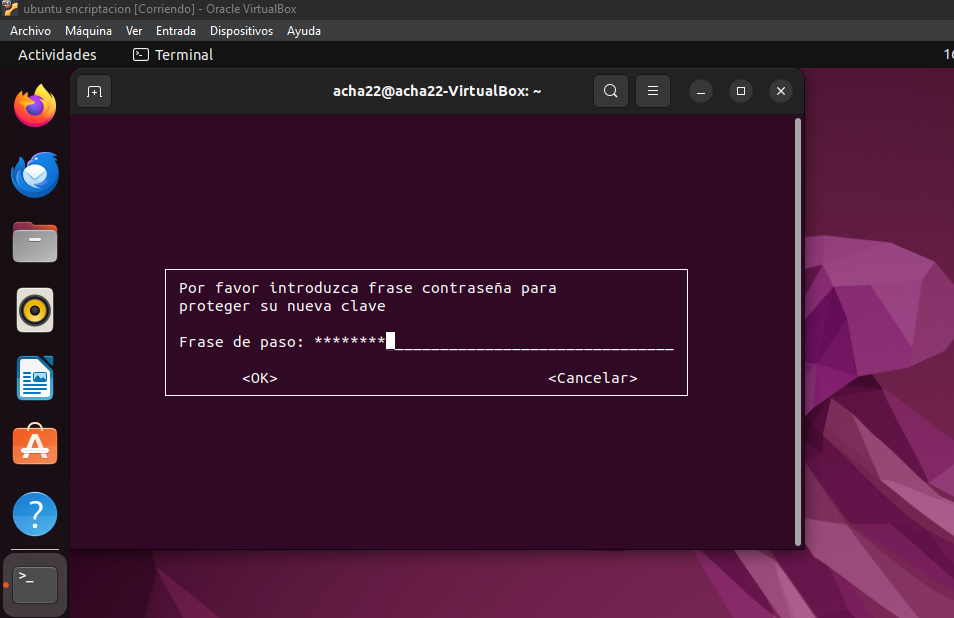 ubuntu encriptacion [Corriendo] - Oracle VirtualBox
Archivo Máquina Ver Entrada Dispositivos Ayuda
Actividades Terminal
acha22@acha22-VirtualBox: ~
Por favor introduzca frase contraseña para
proteger su nueva clave
Frase de paso: ********_______________________________
<OK> <Cancelar>